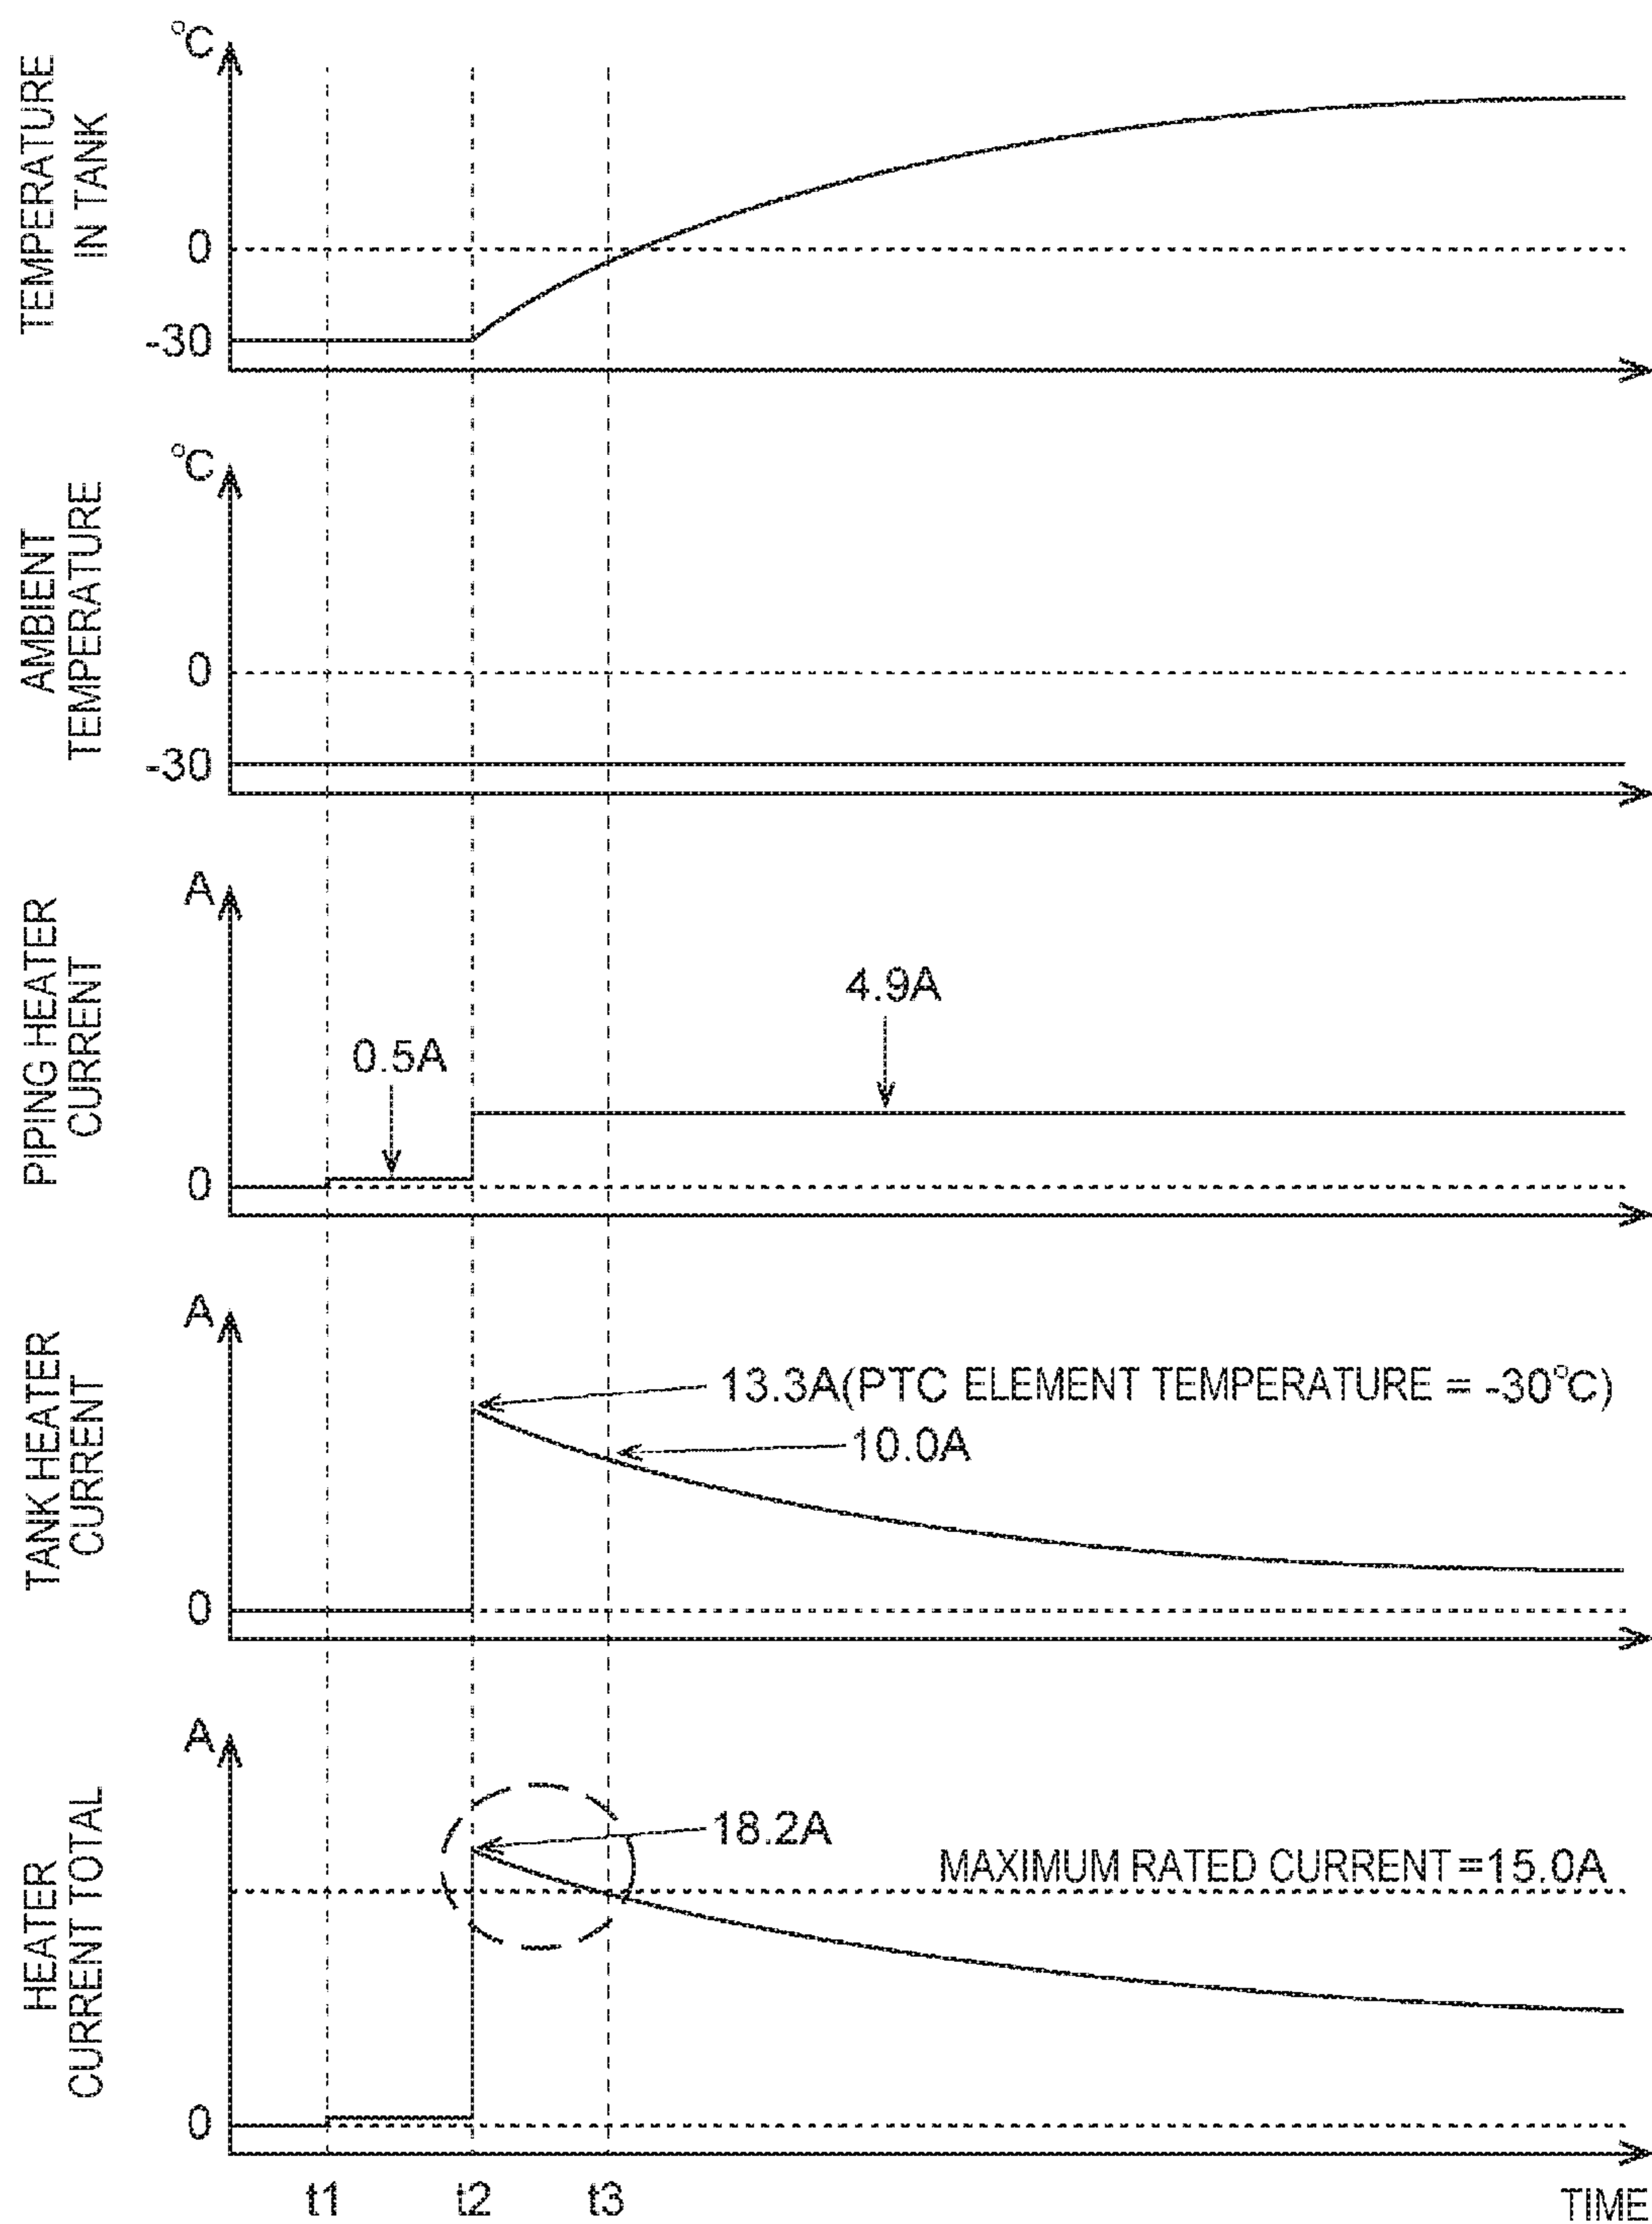 °C
TEMPERATURE
IN TANK
0
-30
°C
AMBIENT
TEMPERATURE
0
-30
A
PIPING HEATER
CURRENT
4.9A
0.5A
0
A
TANK HEATER
CURRENT
13.3A(PTC ELEMENT TEMPERATURE = -30°C)
10.0A
0
A
HEATER
CURRENT TOTAL
18.2A
MAXIMUM RATED CURRENT =15.0A
0
t1 t2 t3 TIME